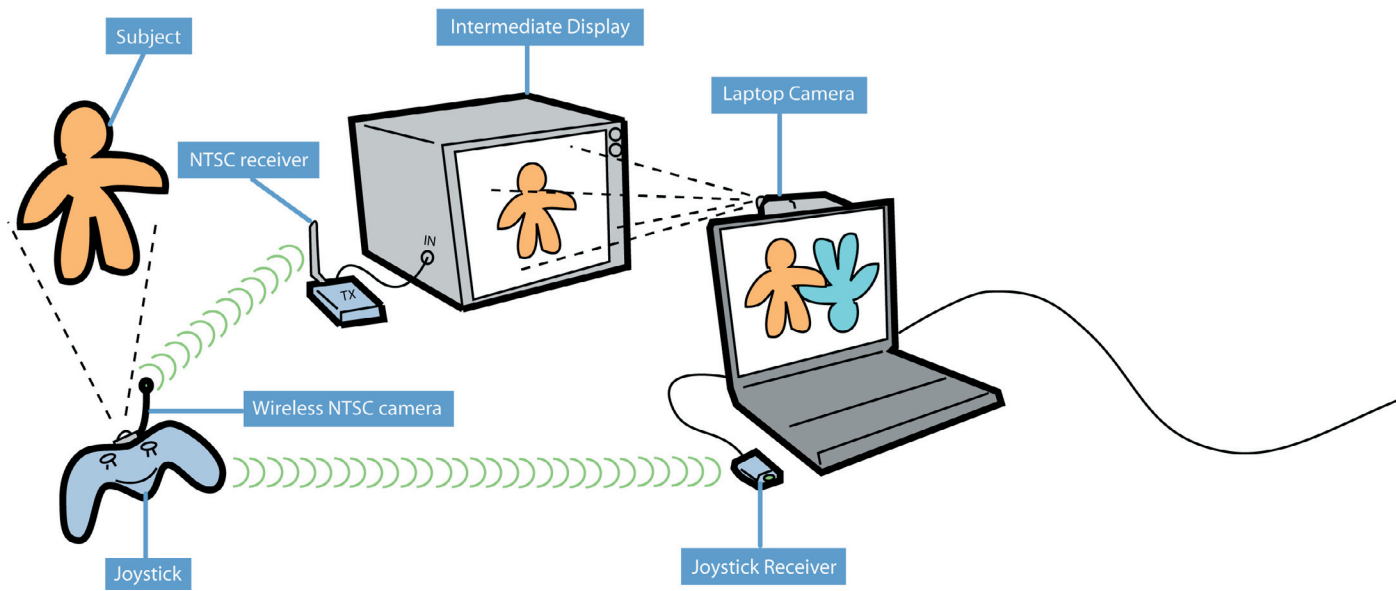 Subject
Intermediate Display
Laptop Camera
NTSC receiver
IN
TX
Wireless NTSC camera
Joystick
Joystick Receiver